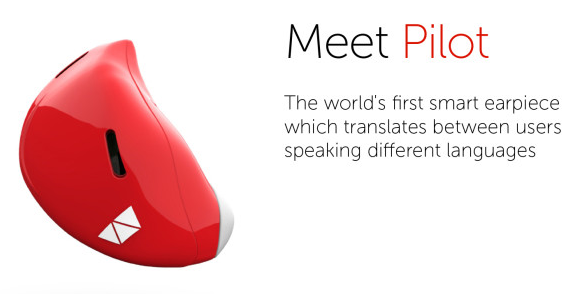 Meet Pilot
The world's first smart earpiece
which translates between users
speaking different languages